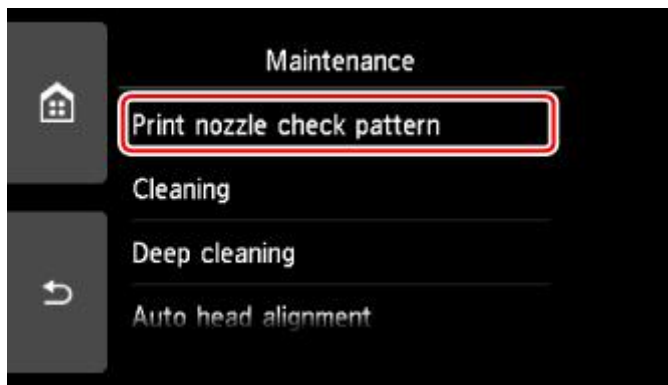 Maintenance
Print nozzle check pattern
Cleaning
Deep cleaning
Auto head alignment